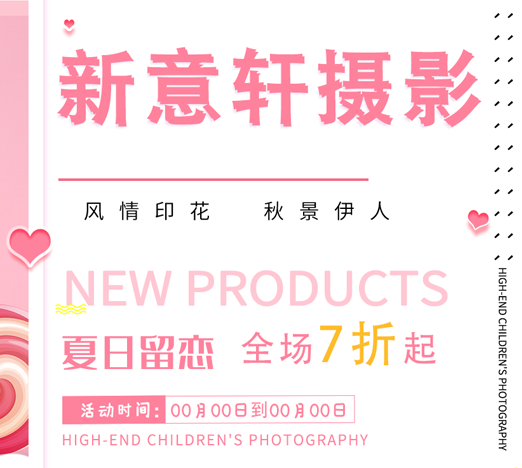 新意轩摄影
风情印花 秋景伊人
NEW PRODUCTS
夏日留恋 全场7折起
活动时间：00月00日到00月00日
HIGH-END CHILDREN'S PHOTOGRAPHY
HIGH-END CHILDREN'S PHOTOGRAPHY